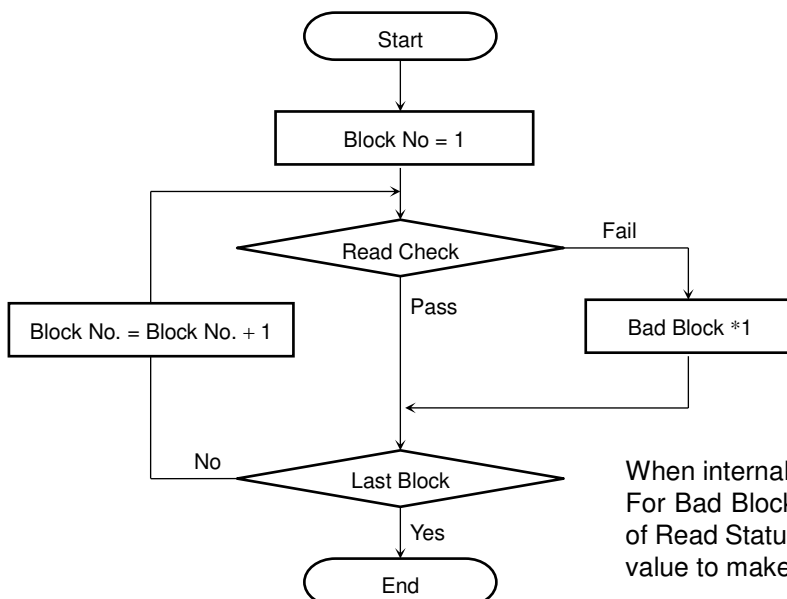 Start
Block No = 1
Read Check
Fail
Pass
Block No. = Block No. + 1
Bad Block *1
No
Last Block
Yes
End
When internal
For Bad Block
of Read Statu
value to make